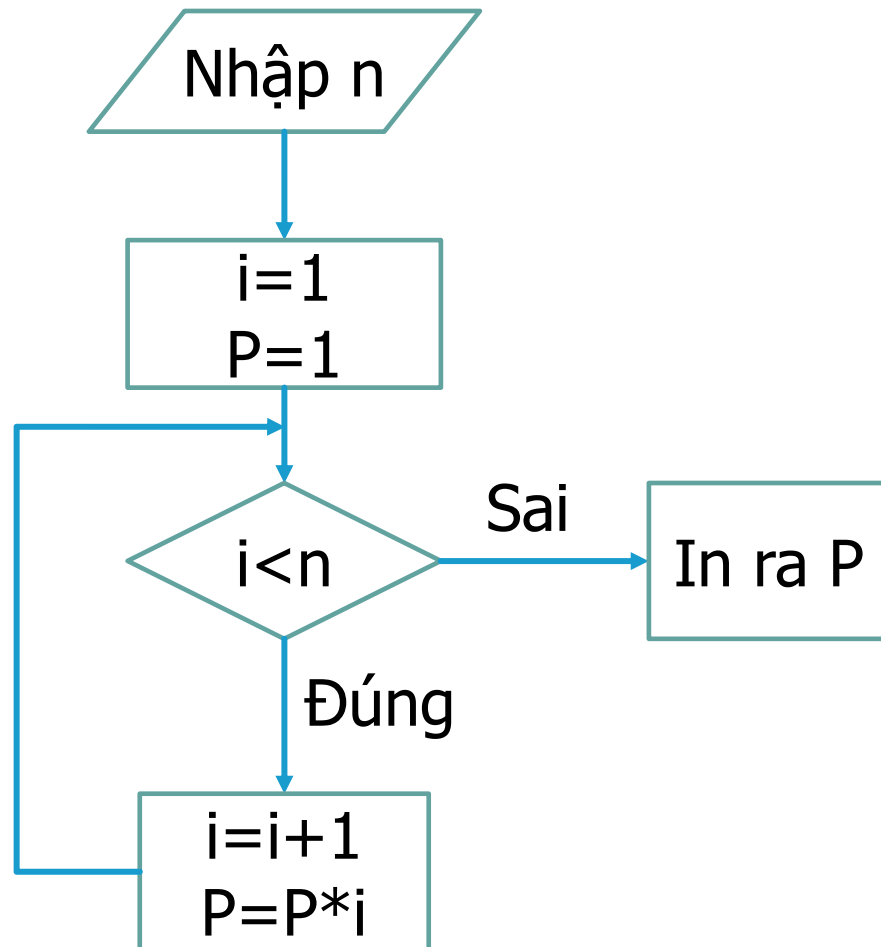 Nhập n
i=1
P=1
i<n
Sai
In ra P
Đúng
i=i+1
P=P*i